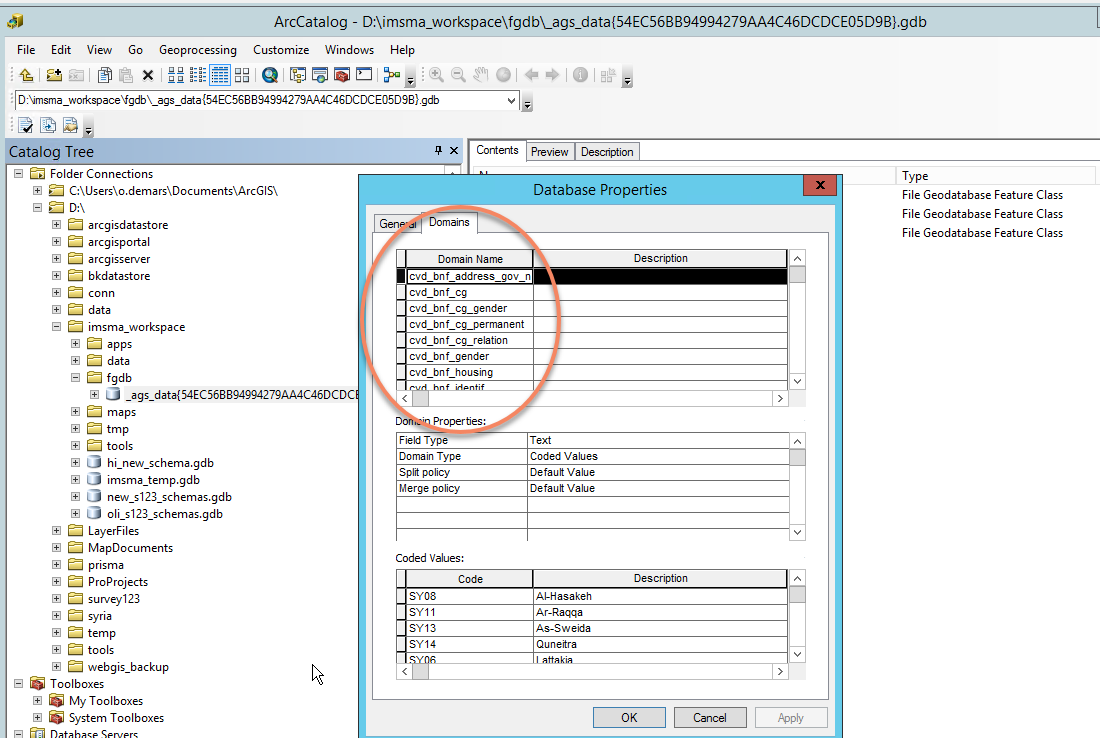 ArcCatalog - D:\imsma_workspace\fgdb\_ags_data{54EC56BB94994279AA4C46DCDCE05D9B}.gdb
File Edit View Go Geoprocessing Customize Windows Help
D:\imsma_workspace\fgdb\_ags_data{54EC56BB94994279AA4C46DCDCE05D9B}.gdb
Catalog Tree
Folder Connections
C:\Users\o.demars\Documents\ArcGIS\
D:\
arcgisdatastore
arcgisportal
arcgisserver
bkdatastore
conn
data
imsma_workspace
apps
data
fgdb
_ags_data{54EC56BB94994279AA4C46DCDCE
maps
tmp
tools
hi_new_schema.gdb
imsma_temp.gdb
new_s123_schemas.gdb
oli_s123_schemas.gdb
LayerFiles
MapDocuments
prisma
ProProjects
survey123
syria
temp
tools
webgis_backup
Toolboxes
My Toolboxes
System Toolboxes
Database Servers
Contents Preview Description
Type
File Geodatabase Feature Class
File Geodatabase Feature Class
File Geodatabase Feature Class
Database Properties
General Domains
Domain Name Description
cvd_bnf_address_gov_n
cvd_bnf_cg
cvd_bnf_cg_gender
cvd_bnf_cg_permanent
cvd_bnf_cg_relation
cvd_bnf_gender
cvd_bnf_housing
cvd_bnf_identif
Domain Properties:
Field Type Text
Domain Type Coded Values
Split policy Default Value
Merge policy Default Value
Coded Values:
Code Description
SY08 Al-Hasakeh
SY11 Ar-Raqqa
SY13 As-Sweida
SY14 Quneitra
SY06 Lattakia
OK Cancel Apply